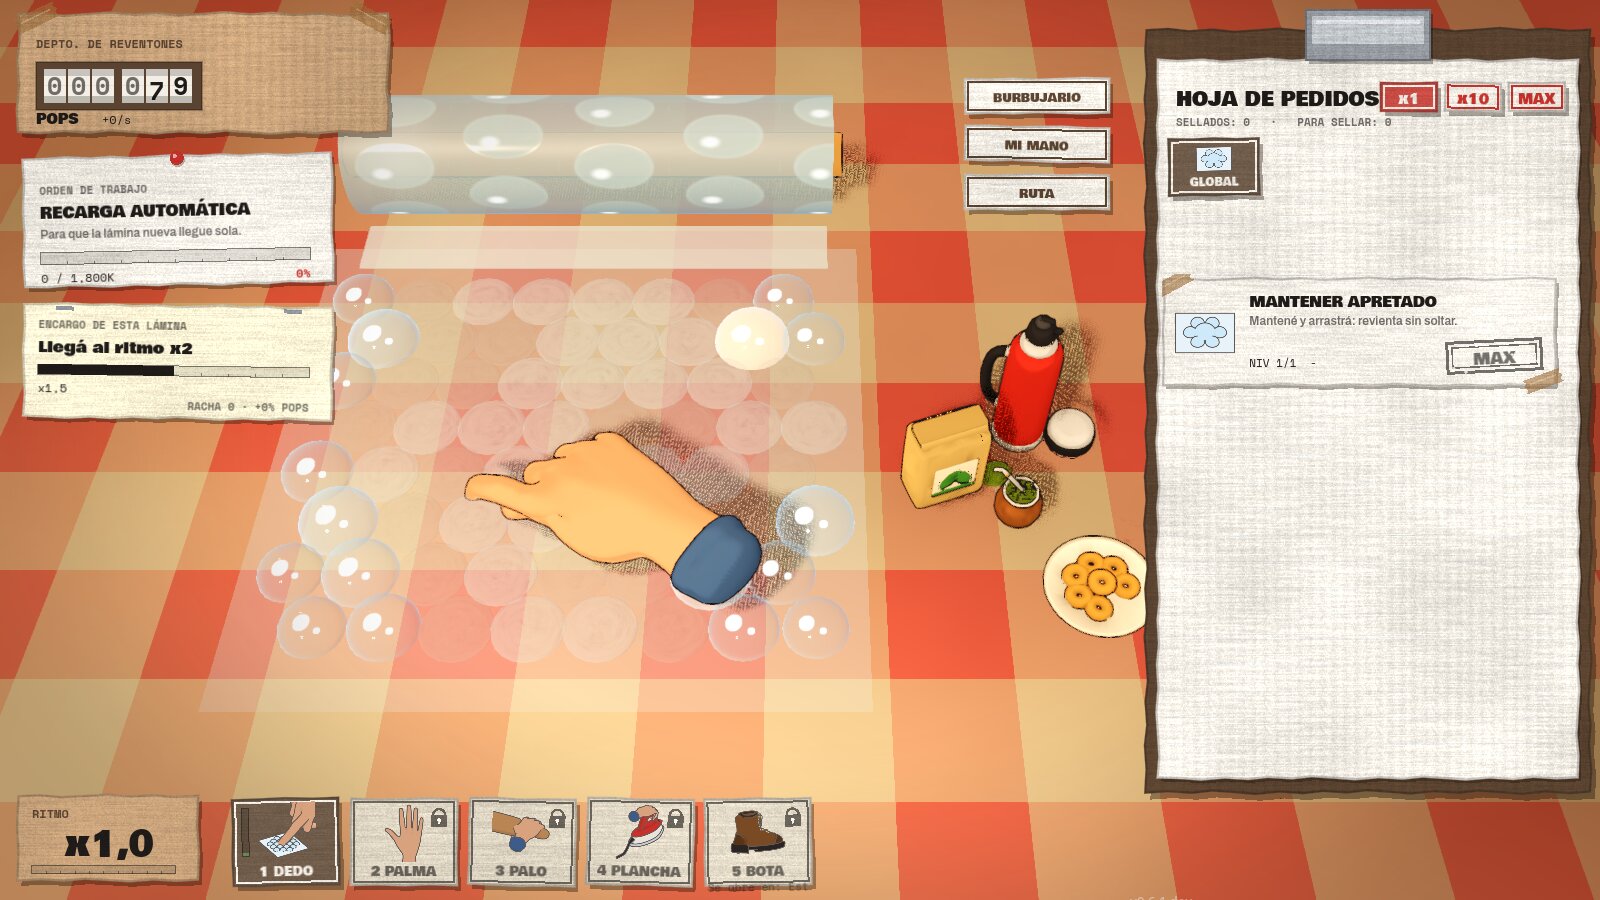 DEPTO. DE REVENTONES
000079
POPS +0/s
ORDEN DE TRABAJO
RECARGA AUTOMÁTICA
Para que la lámina nueva llegue sola.
0 / 1.800K 0%
ENCARGO DE ESTA LÁMINA
Llegá al ritmo x2
x1,5
RACHA 0 - +0% POPS
BURBUJARIO
MI MANO
RUTA
HOJA DE PEDIDOS
x1 x10 MAX
SELLADOS: 0 · PARA SELLAR: 0
GLOBAL
MANTENER APRETADO
Mantené y arrastrá: revienta sin soltar.
NIV 1/1 -
MAX
RITMO
x1,0
1 DEDO
2 PALMA
3 PALO
4 PLANCHA
5 BOTA